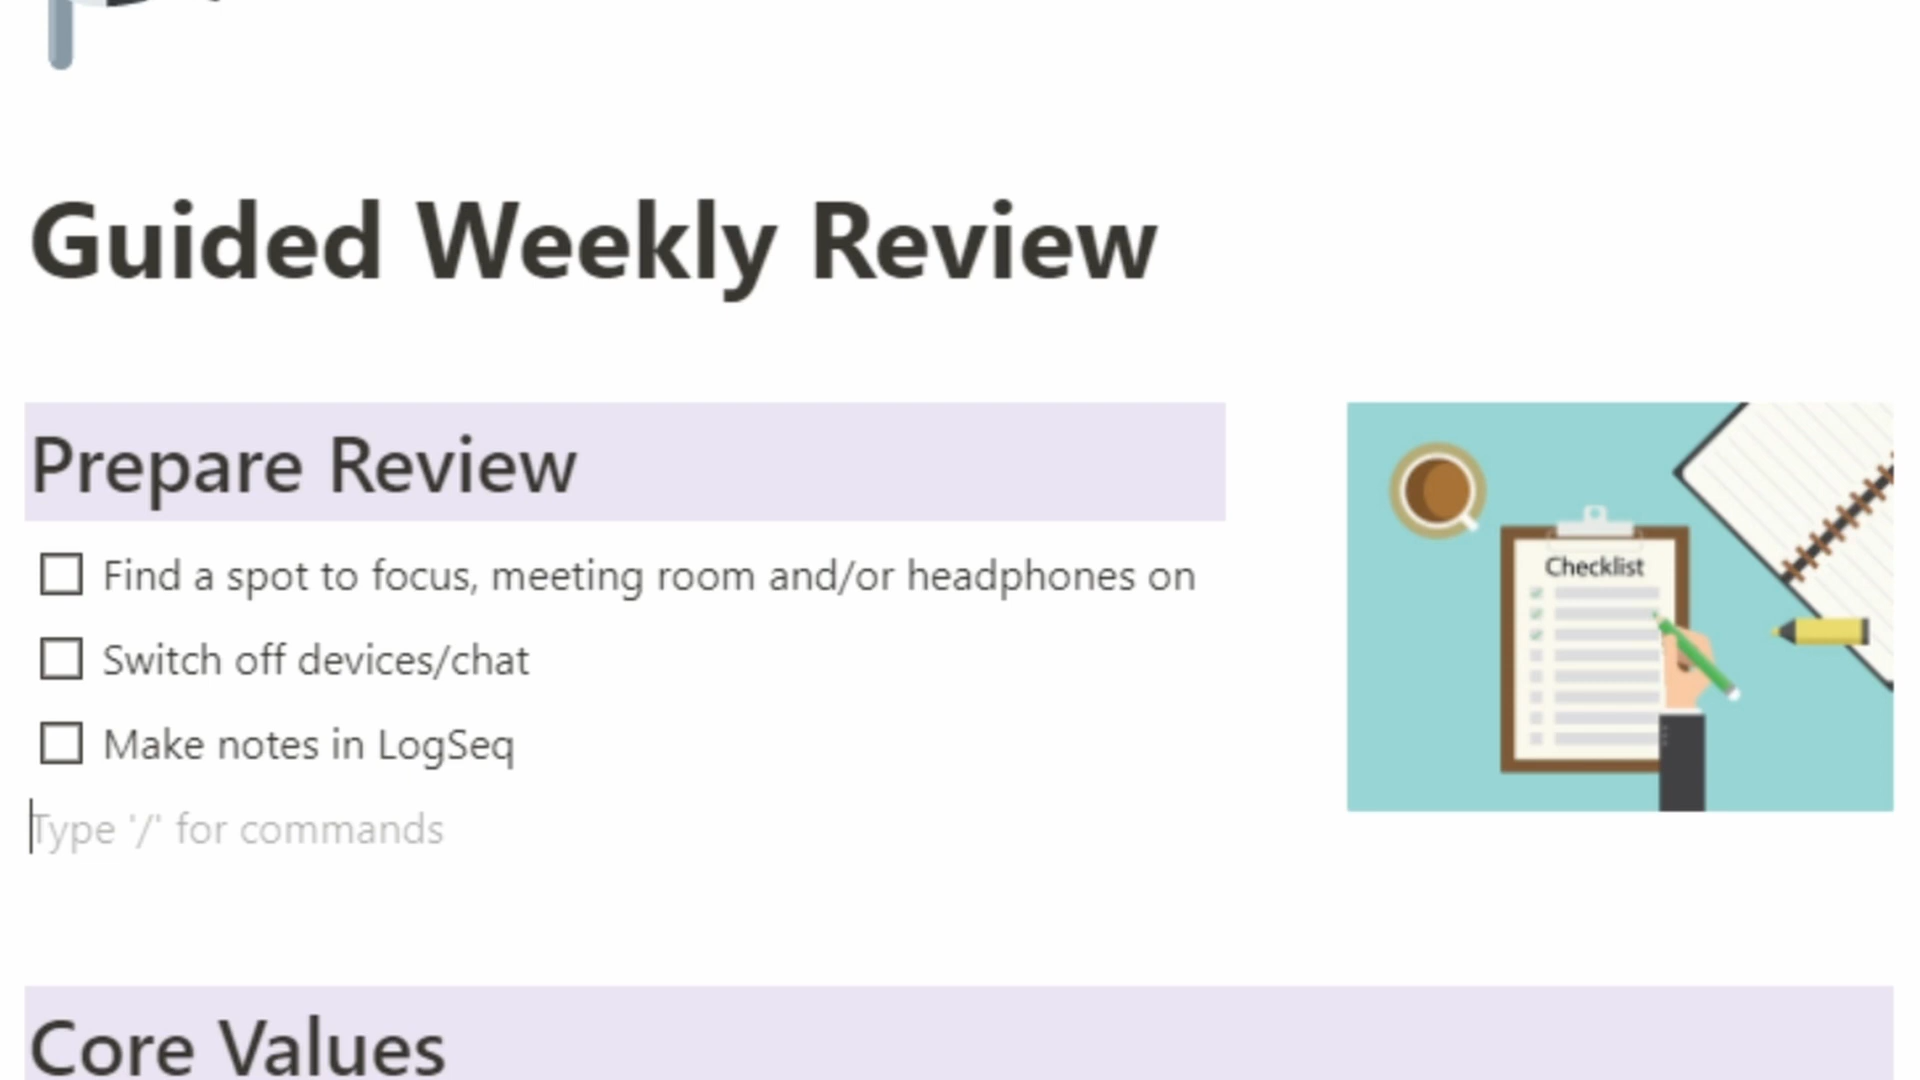 Guided Weekly Review
Prepare Review
Find a spot to focus, meeting room and/or headphones on
Switch off devices/chat
Make notes in LogSeq
Type '/' for commands
Checklist
Core Values